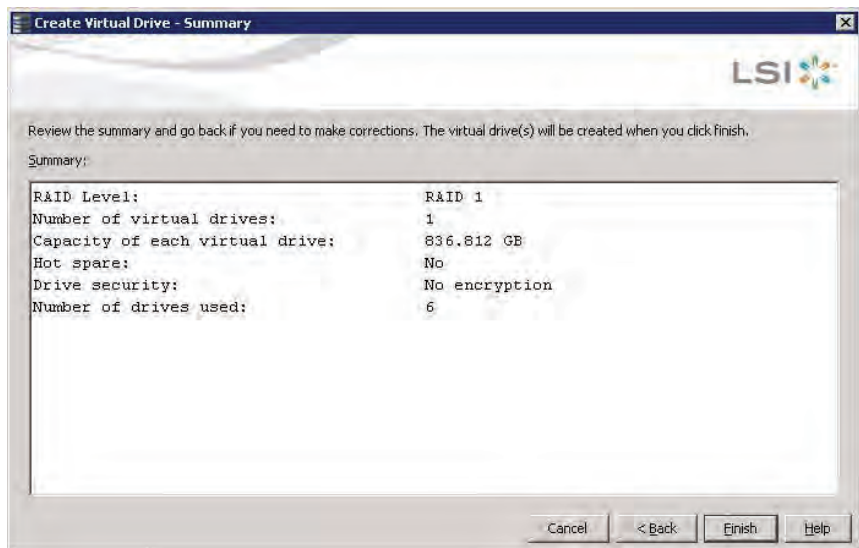 Create Virtual Drive - Summary
LSI
Review the summary and go back if you need to make corrections. The virtual drive(s) will be created when you click finish.
Summary:
RAID Level: RAID 1
Number of virtual drives: 1
Capacity of each virtual drive: 836.812 GB
Hot spare: No
Drive security: No encryption
Number of drives used: 6
Cancel < Back Finish Help